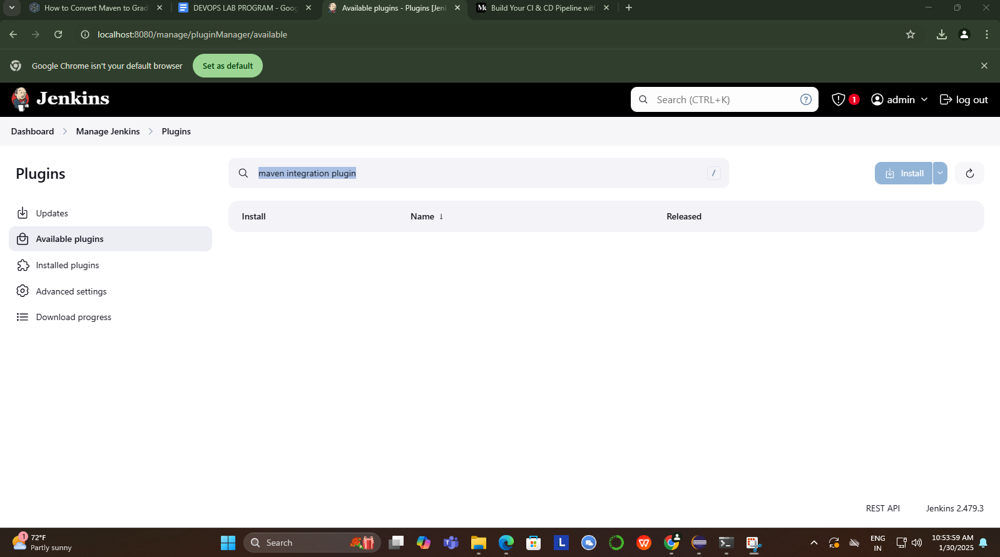 How to Convert Maven to Grad
DEVOPS LAB PROGRAM - Goog
Available plugins - Plugins [Jenk
Build Your CI & CD Pipeline with
localhost:8080/manage/pluginManager/available
Google Chrome isn't your default browser
Set as default
Jenkins
Search (CTRL+K)
1
admin
log out
Dashboard
Manage Jenkins
Plugins
Plugins
maven integration plugin
/
Install
Updates
Available plugins
Installed plugins
Advanced settings
Download progress
Install
Name ↓
Released
REST API
Jenkins 2.479.3
1
72°F
Partly sunny
Search
L
W
ENG
IN
10:53:59 AM
1/30/2025